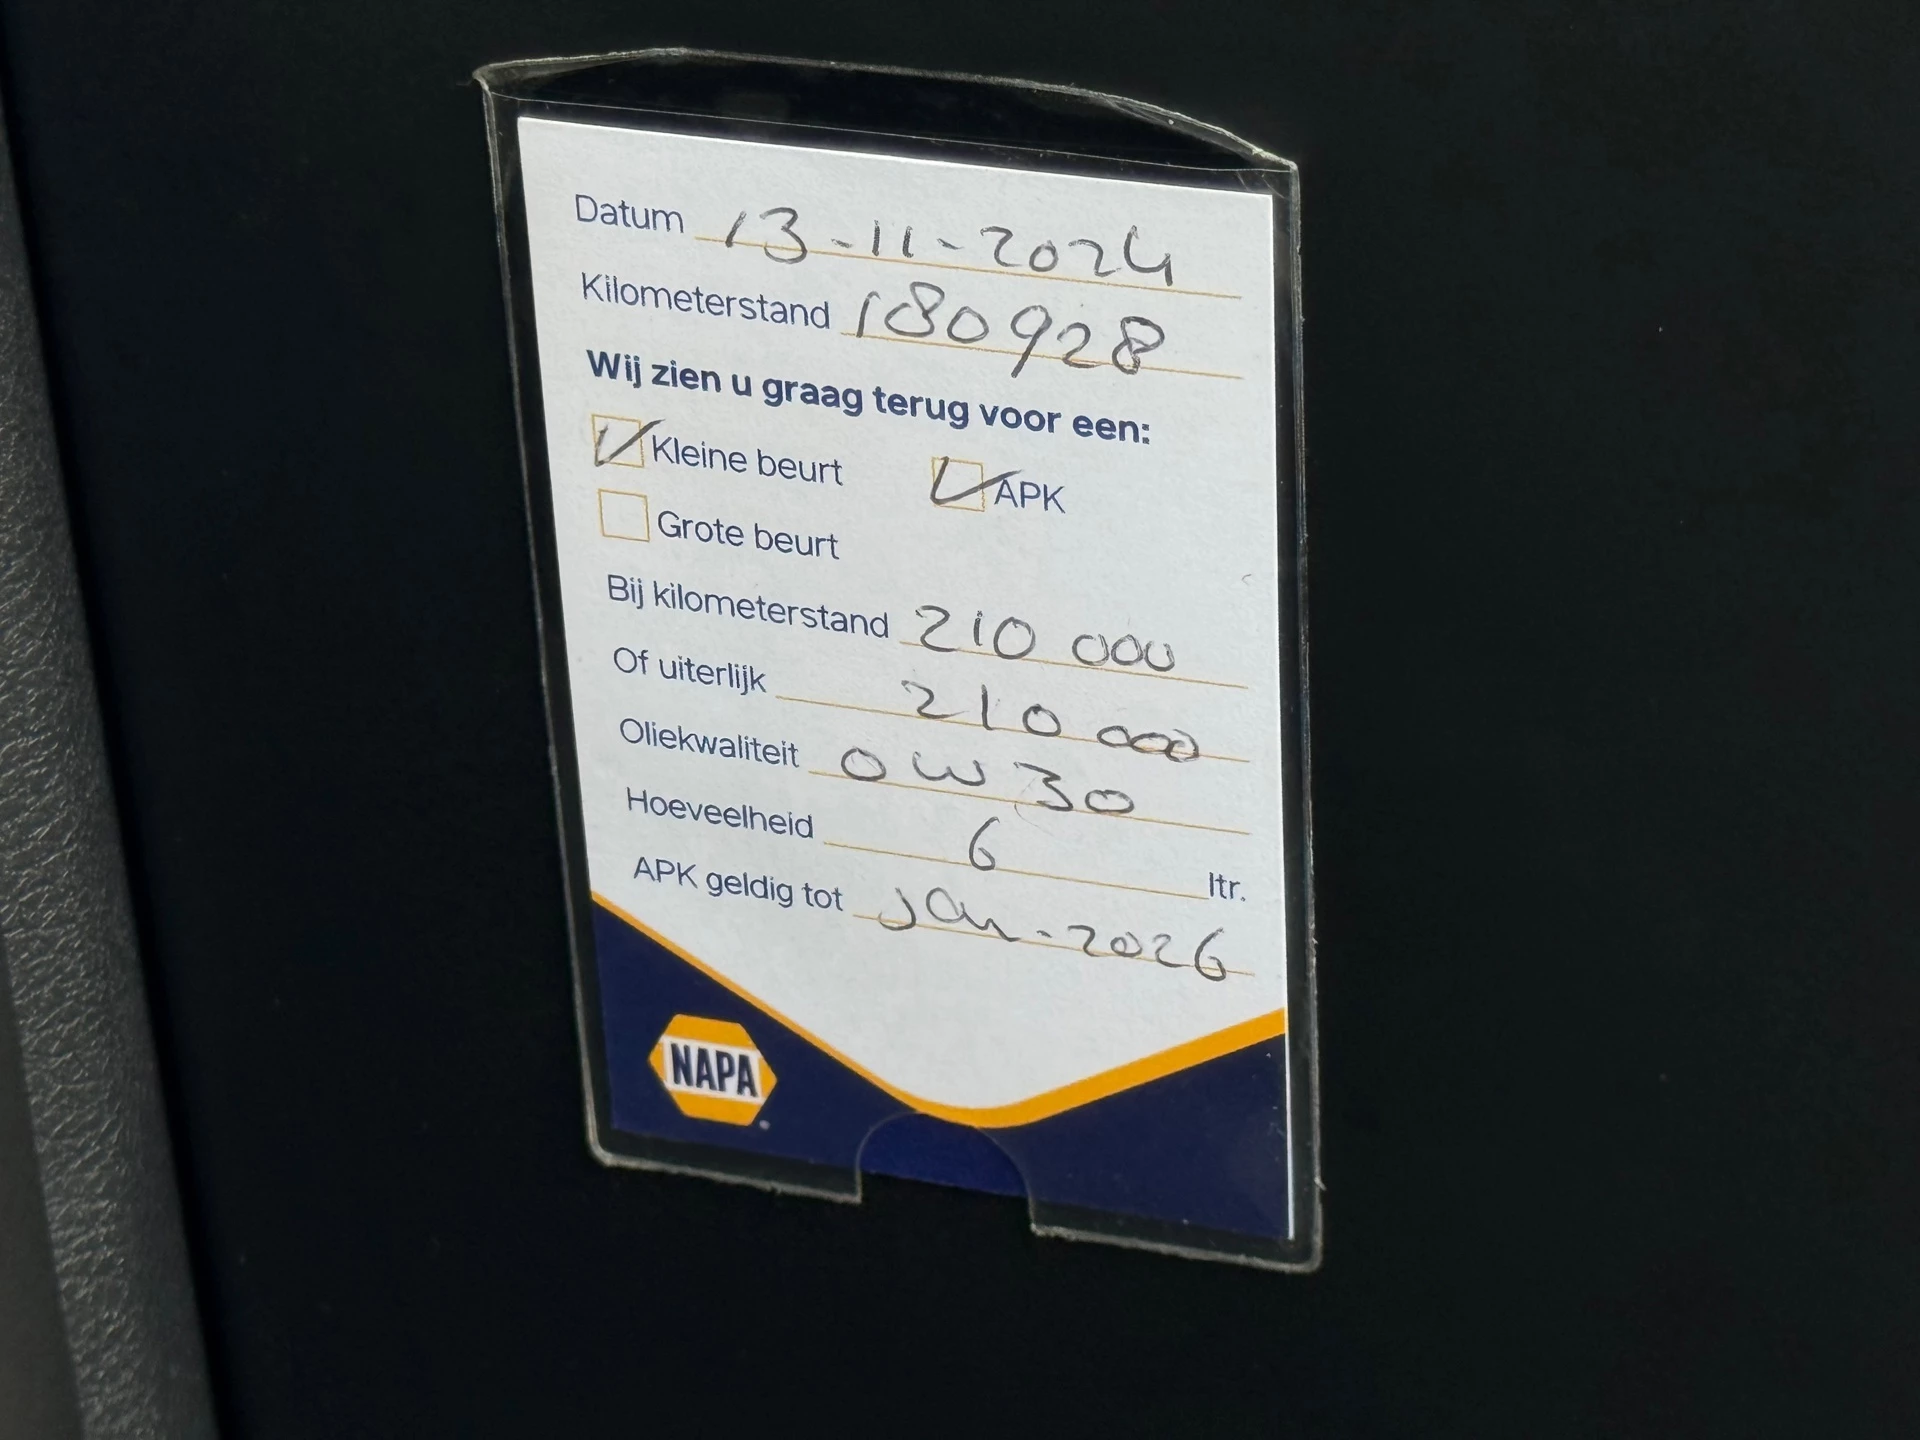 Datum 13-11-2024
Kilometerstand 180928
Wij zien u graag terug voor een:
Kleine beurt APK
Grote beurt
Bij kilometerstand 210 000
Of uiterlijk 210 000
Oliekwaliteit 0W30
Hoeveelheid 6 ltr.
APK geldig tot Jan-2026
NAPA